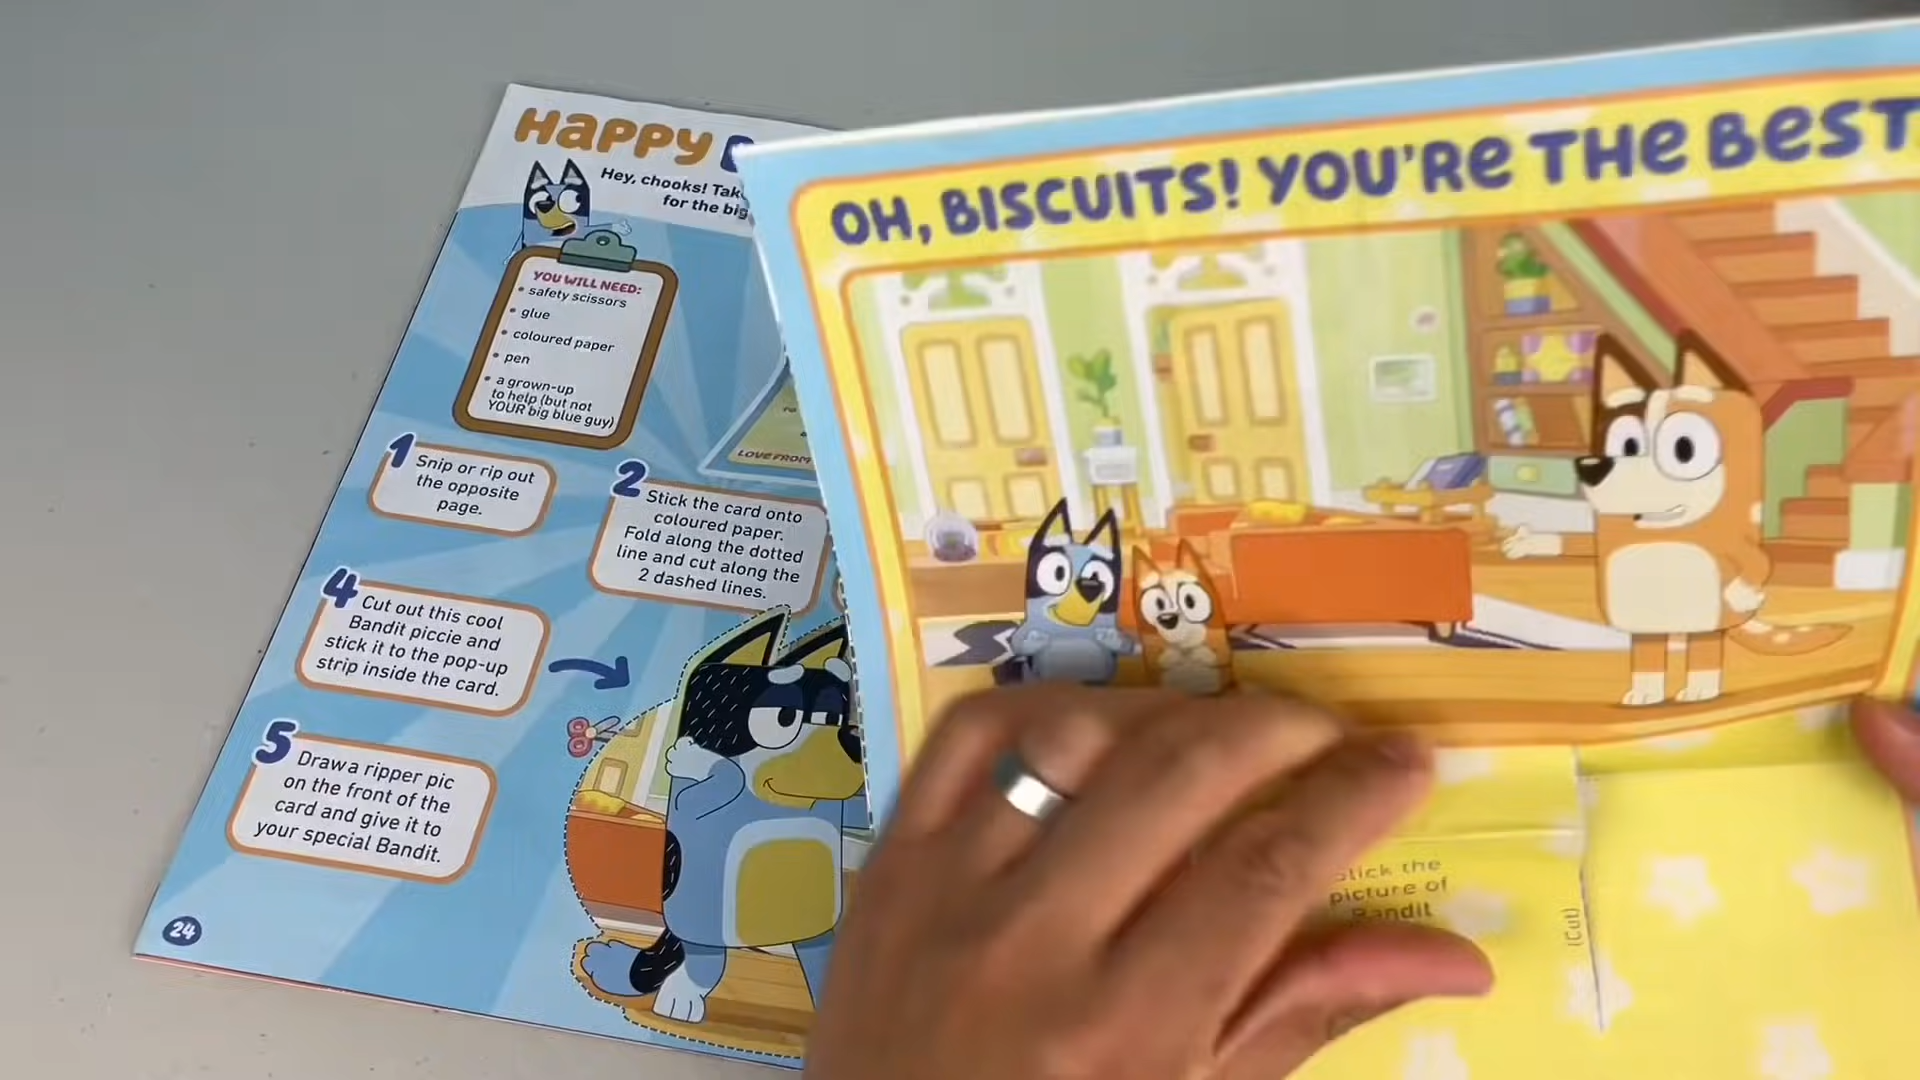 HAPPY
Hey, chooks! Take
for the big
YOU WILL NEED:
• safety scissors
• glue
• coloured paper
• pen
• a grown-up
to help (but not
YOUR big blue guy)
LOVE FROM
1 Snip or rip out
the opposite
page.
2 Stick the card onto
coloured paper.
Fold along the dotted
line and cut along the
2 dashed lines.
4 Cut out this cool
Bandit piccie and
stick it to the pop-up
strip inside the card.
5 Draw a ripper pic
on the front of the
card and give it to
your special Bandit.
24
OH, BISCUITS! YOU'RE THE BEST
Stick the
picture of
Bandit
(Cut)